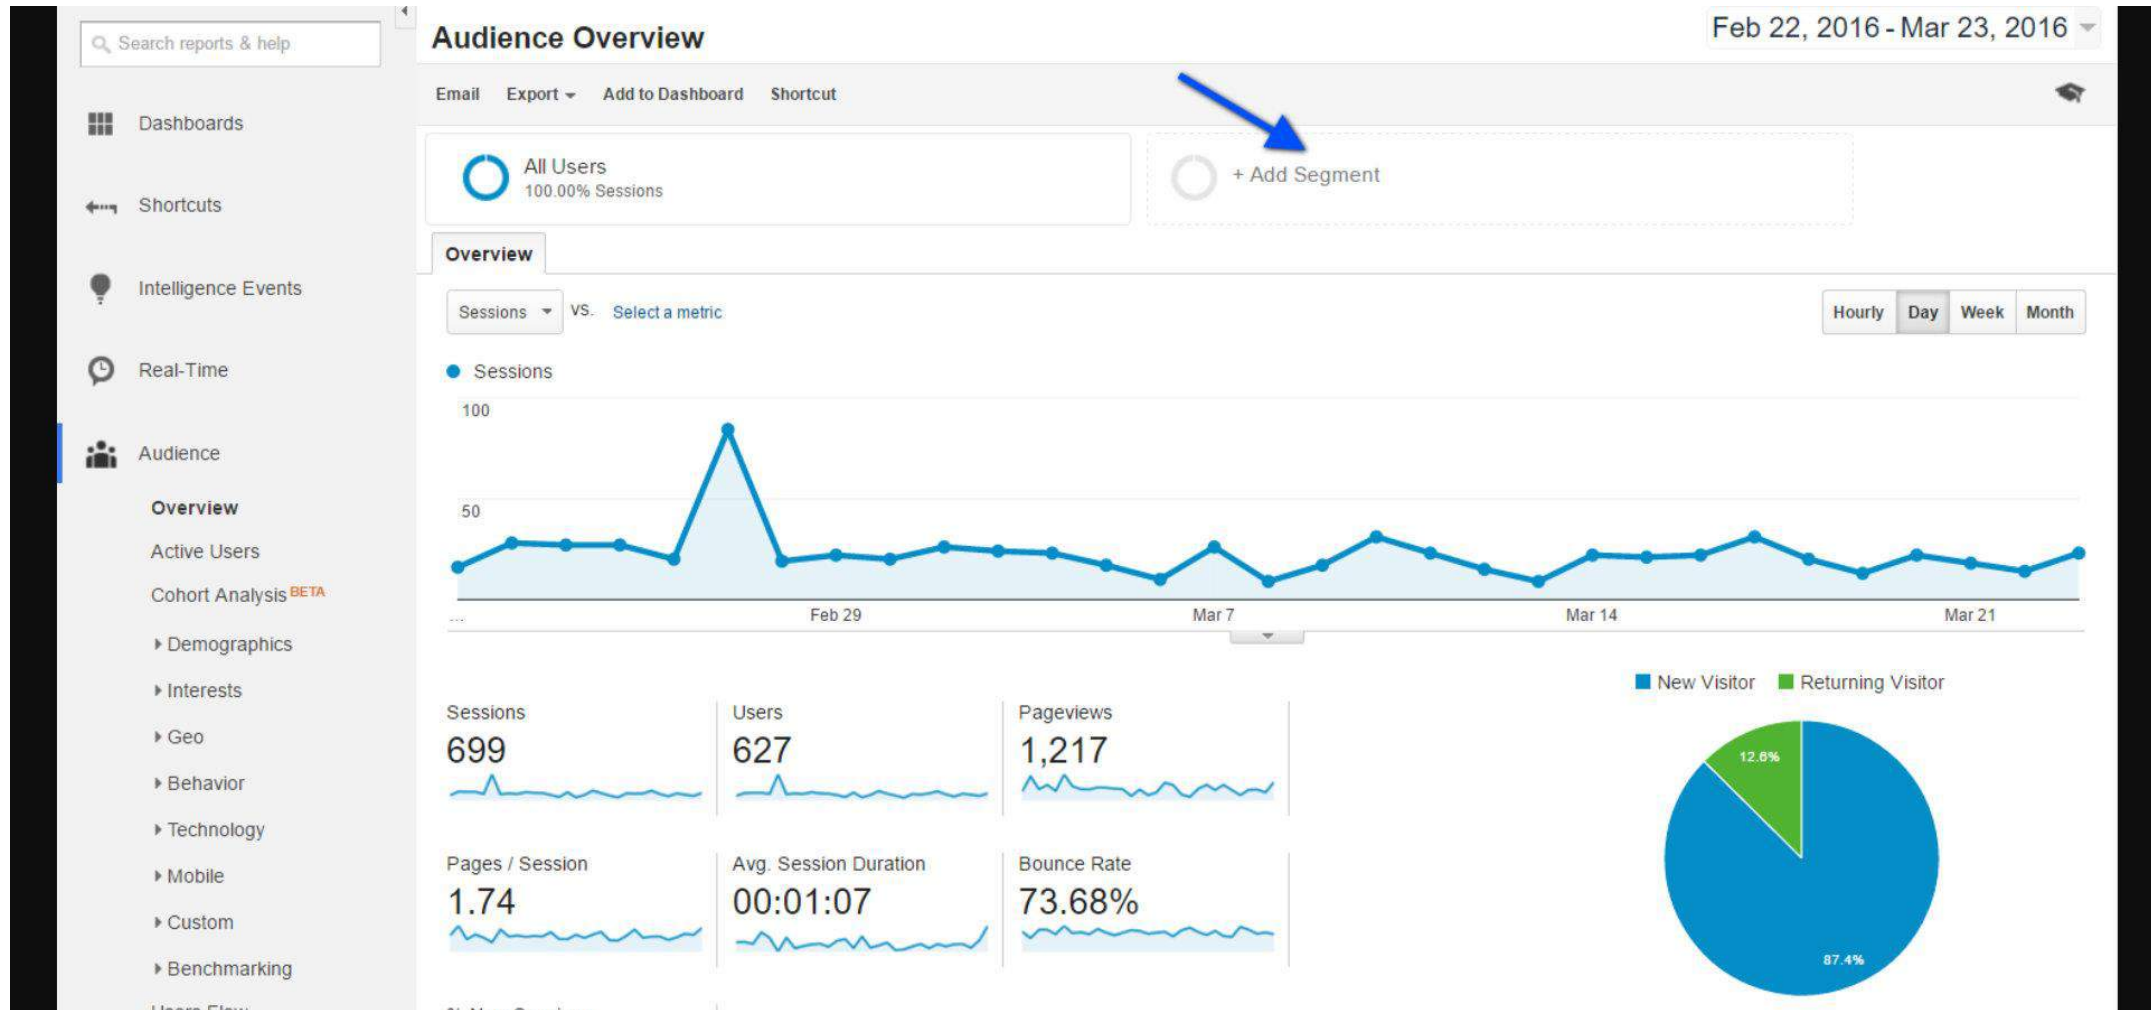 Search reports & help
Dashboards
Shortcuts
Intelligence Events
Real-Time
Audience
Overview
Active Users
Cohort Analysis BETA
Demographics
Interests
Geo
Behavior
Technology
Mobile
Custom
Benchmarking
Audience Overview
Feb 22, 2016 - Mar 23, 2016
Email Export Add to Dashboard Shortcut
All Users
100.00% Sessions
+ Add Segment
Overview
Sessions VS. Select a metric
Hourly Day Week Month
Sessions
100
50
... Feb 29 Mar 7 Mar 14 Mar 21
New Visitor Returning Visitor
Sessions
699
Users
627
Pageviews
1,217
Pages / Session
1.74
Avg. Session Duration
00:01:07
Bounce Rate
73.68%
12.6%
87.4%